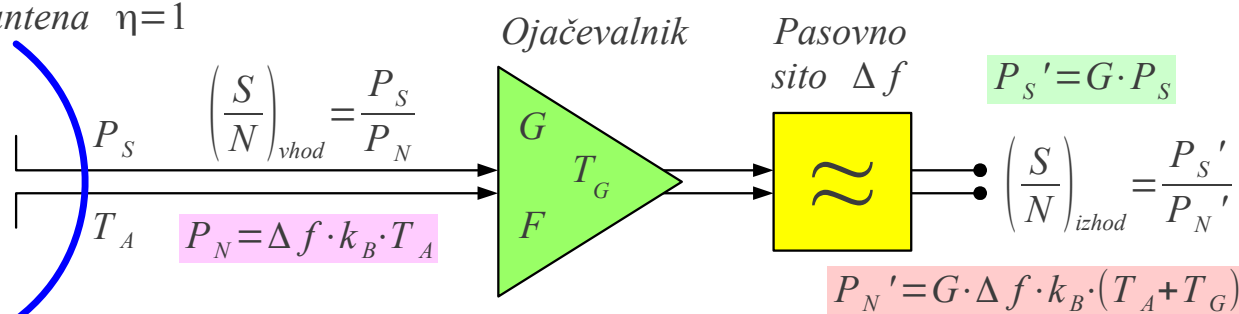 antena η=1
Ojačevalnik
Pasovno
sito Δf
P_S'=G·P_S
P_S
(S/N)_vhod = P_S/P_N
G
T_G
F
≈
(S/N)_izhod = P_S'/P_N'
T_A
P_N=Δf·k_B·T_A
P_N'=G·Δf·k_B·(T_A+T_G)